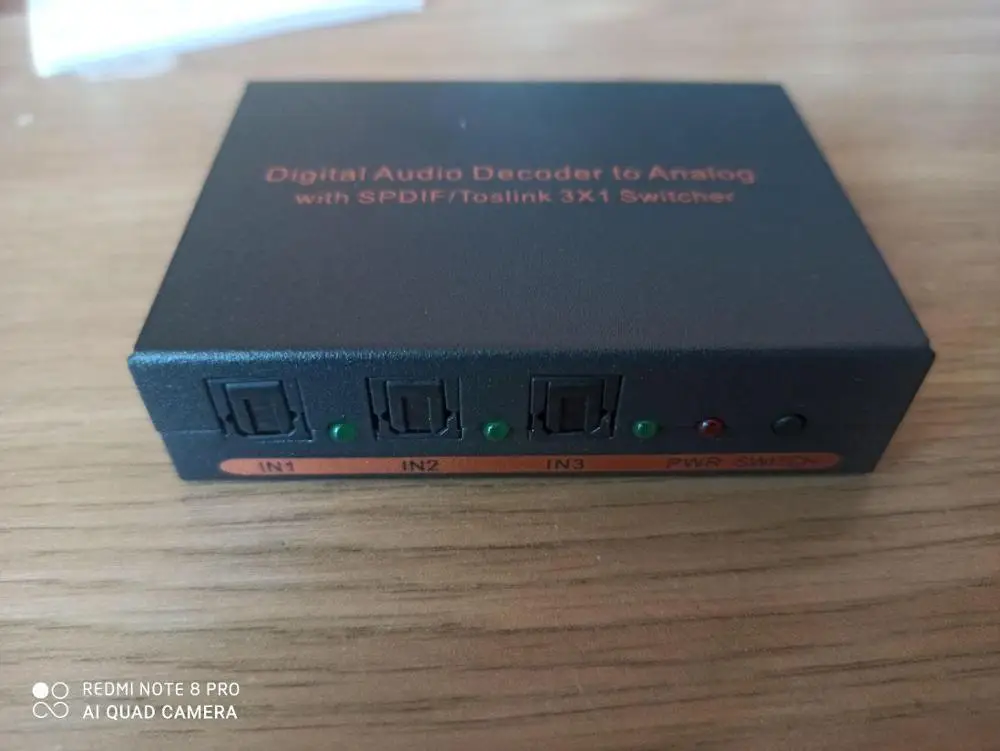 Digital Audio Decoder to Analog
with SPDIF/Toslink 3X1 Switcher
IN1 IN2 IN3 PWR SWITCH
REDMI NOTE 8 PRO
AI QUAD CAMERA